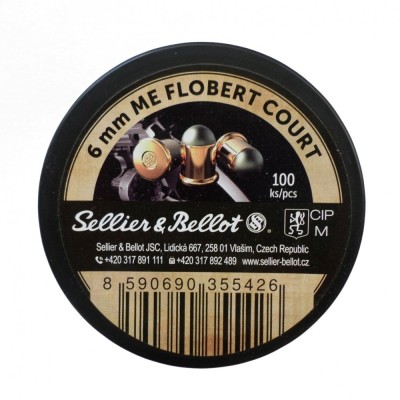 6 mm ME FLOBERT COURT
100
ks/pcs
Sellier & Bellot S&B ®
CIP
M
Sellier & Bellot JSC, Lidická 667, 258 01 Vlašim, Czech Republic
+420 317 891 111 +420 317 892 489 www.sellier-bellot.cz
8 590690 355426